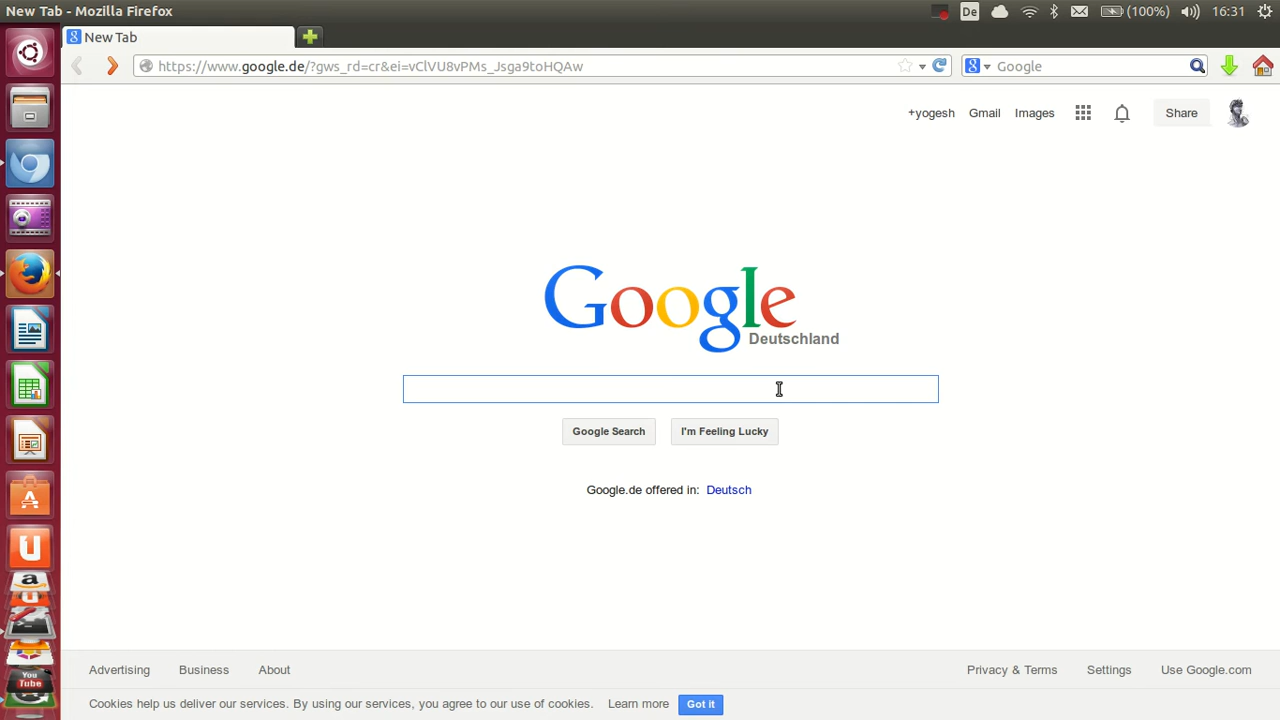 New Tab - Mozilla Firefox
De
(100%)
16:31
New Tab
https://www.google.de/?gws_rd=cr&ei=vClVU8vPMs_Jsga9toHQAw
Google
+yogesh Gmail Images Share
Google
Deutschland
Google Search I'm Feeling Lucky
Google.de offered in: Deutsch
You
Tube
Advertising Business About Privacy & Terms Settings Use Google.com
Cookies help us deliver our services. By using our services, you agree to our use of cookies. Learn more Got it